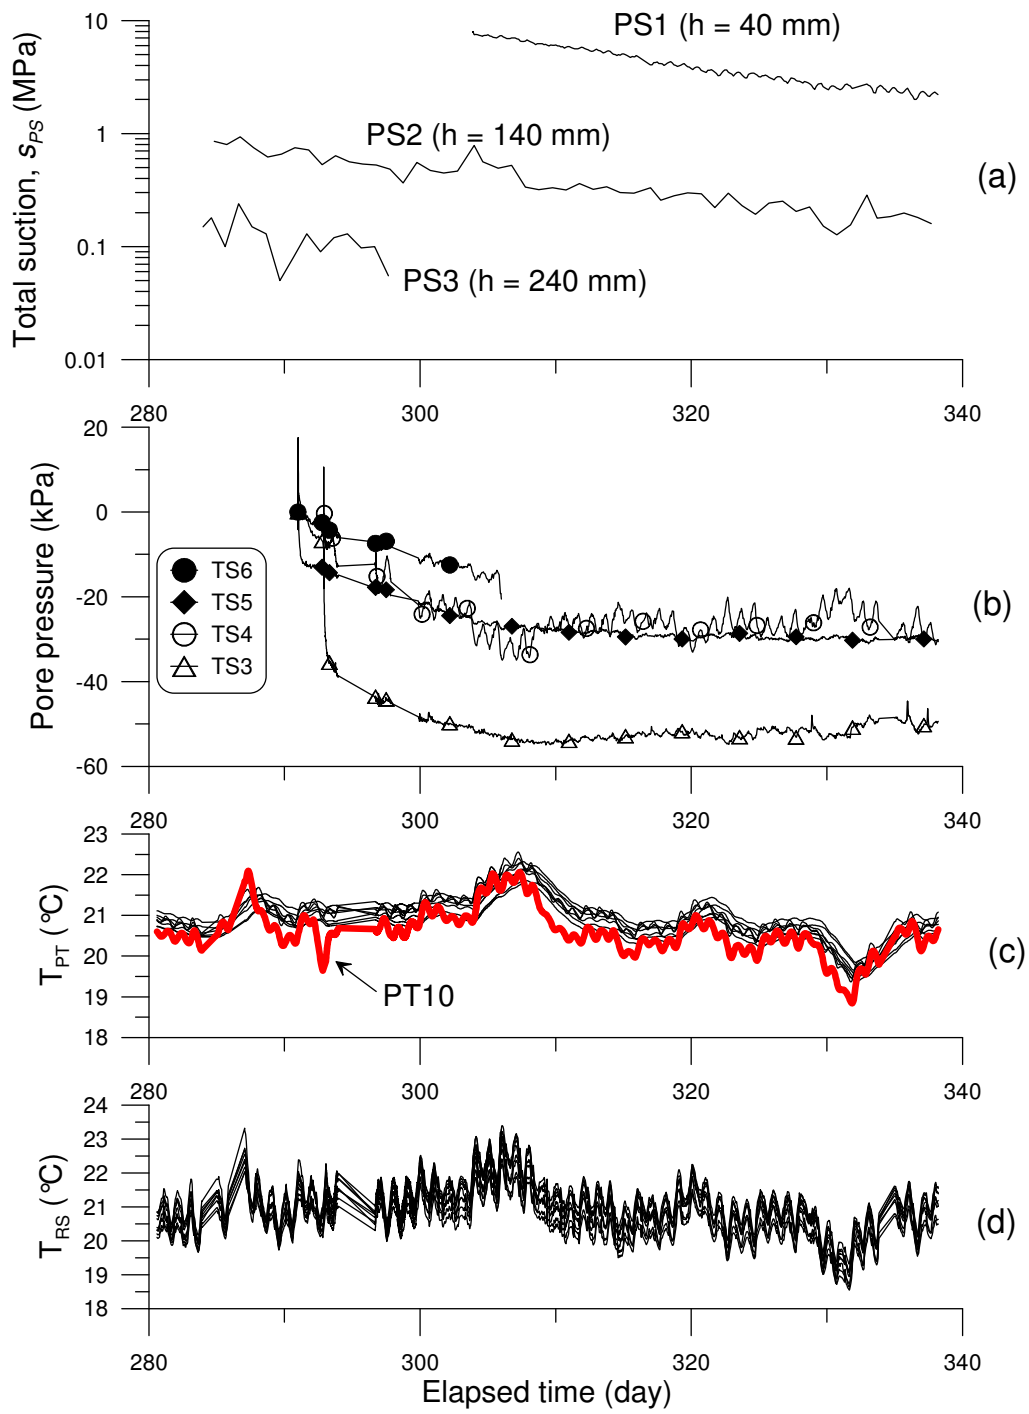 10
PS1 (h = 40 mm)
1
PS2 (h = 140 mm)
(a)
Total suction, sPS (MPa)
0.1
PS3 (h = 240 mm)
0.01
280 300 320 340
20
0
-20
-40
-60
Pore pressure (kPa)
TS6
TS5
TS4
TS3
(b)
280 300 320 340
23
22
21
20
19
18
TPT (°C)
PT10
(c)
280 300 320 340
24
23
22
21
20
19
18
TRS (°C)
(d)
280 300 320 340
Elapsed time (day)